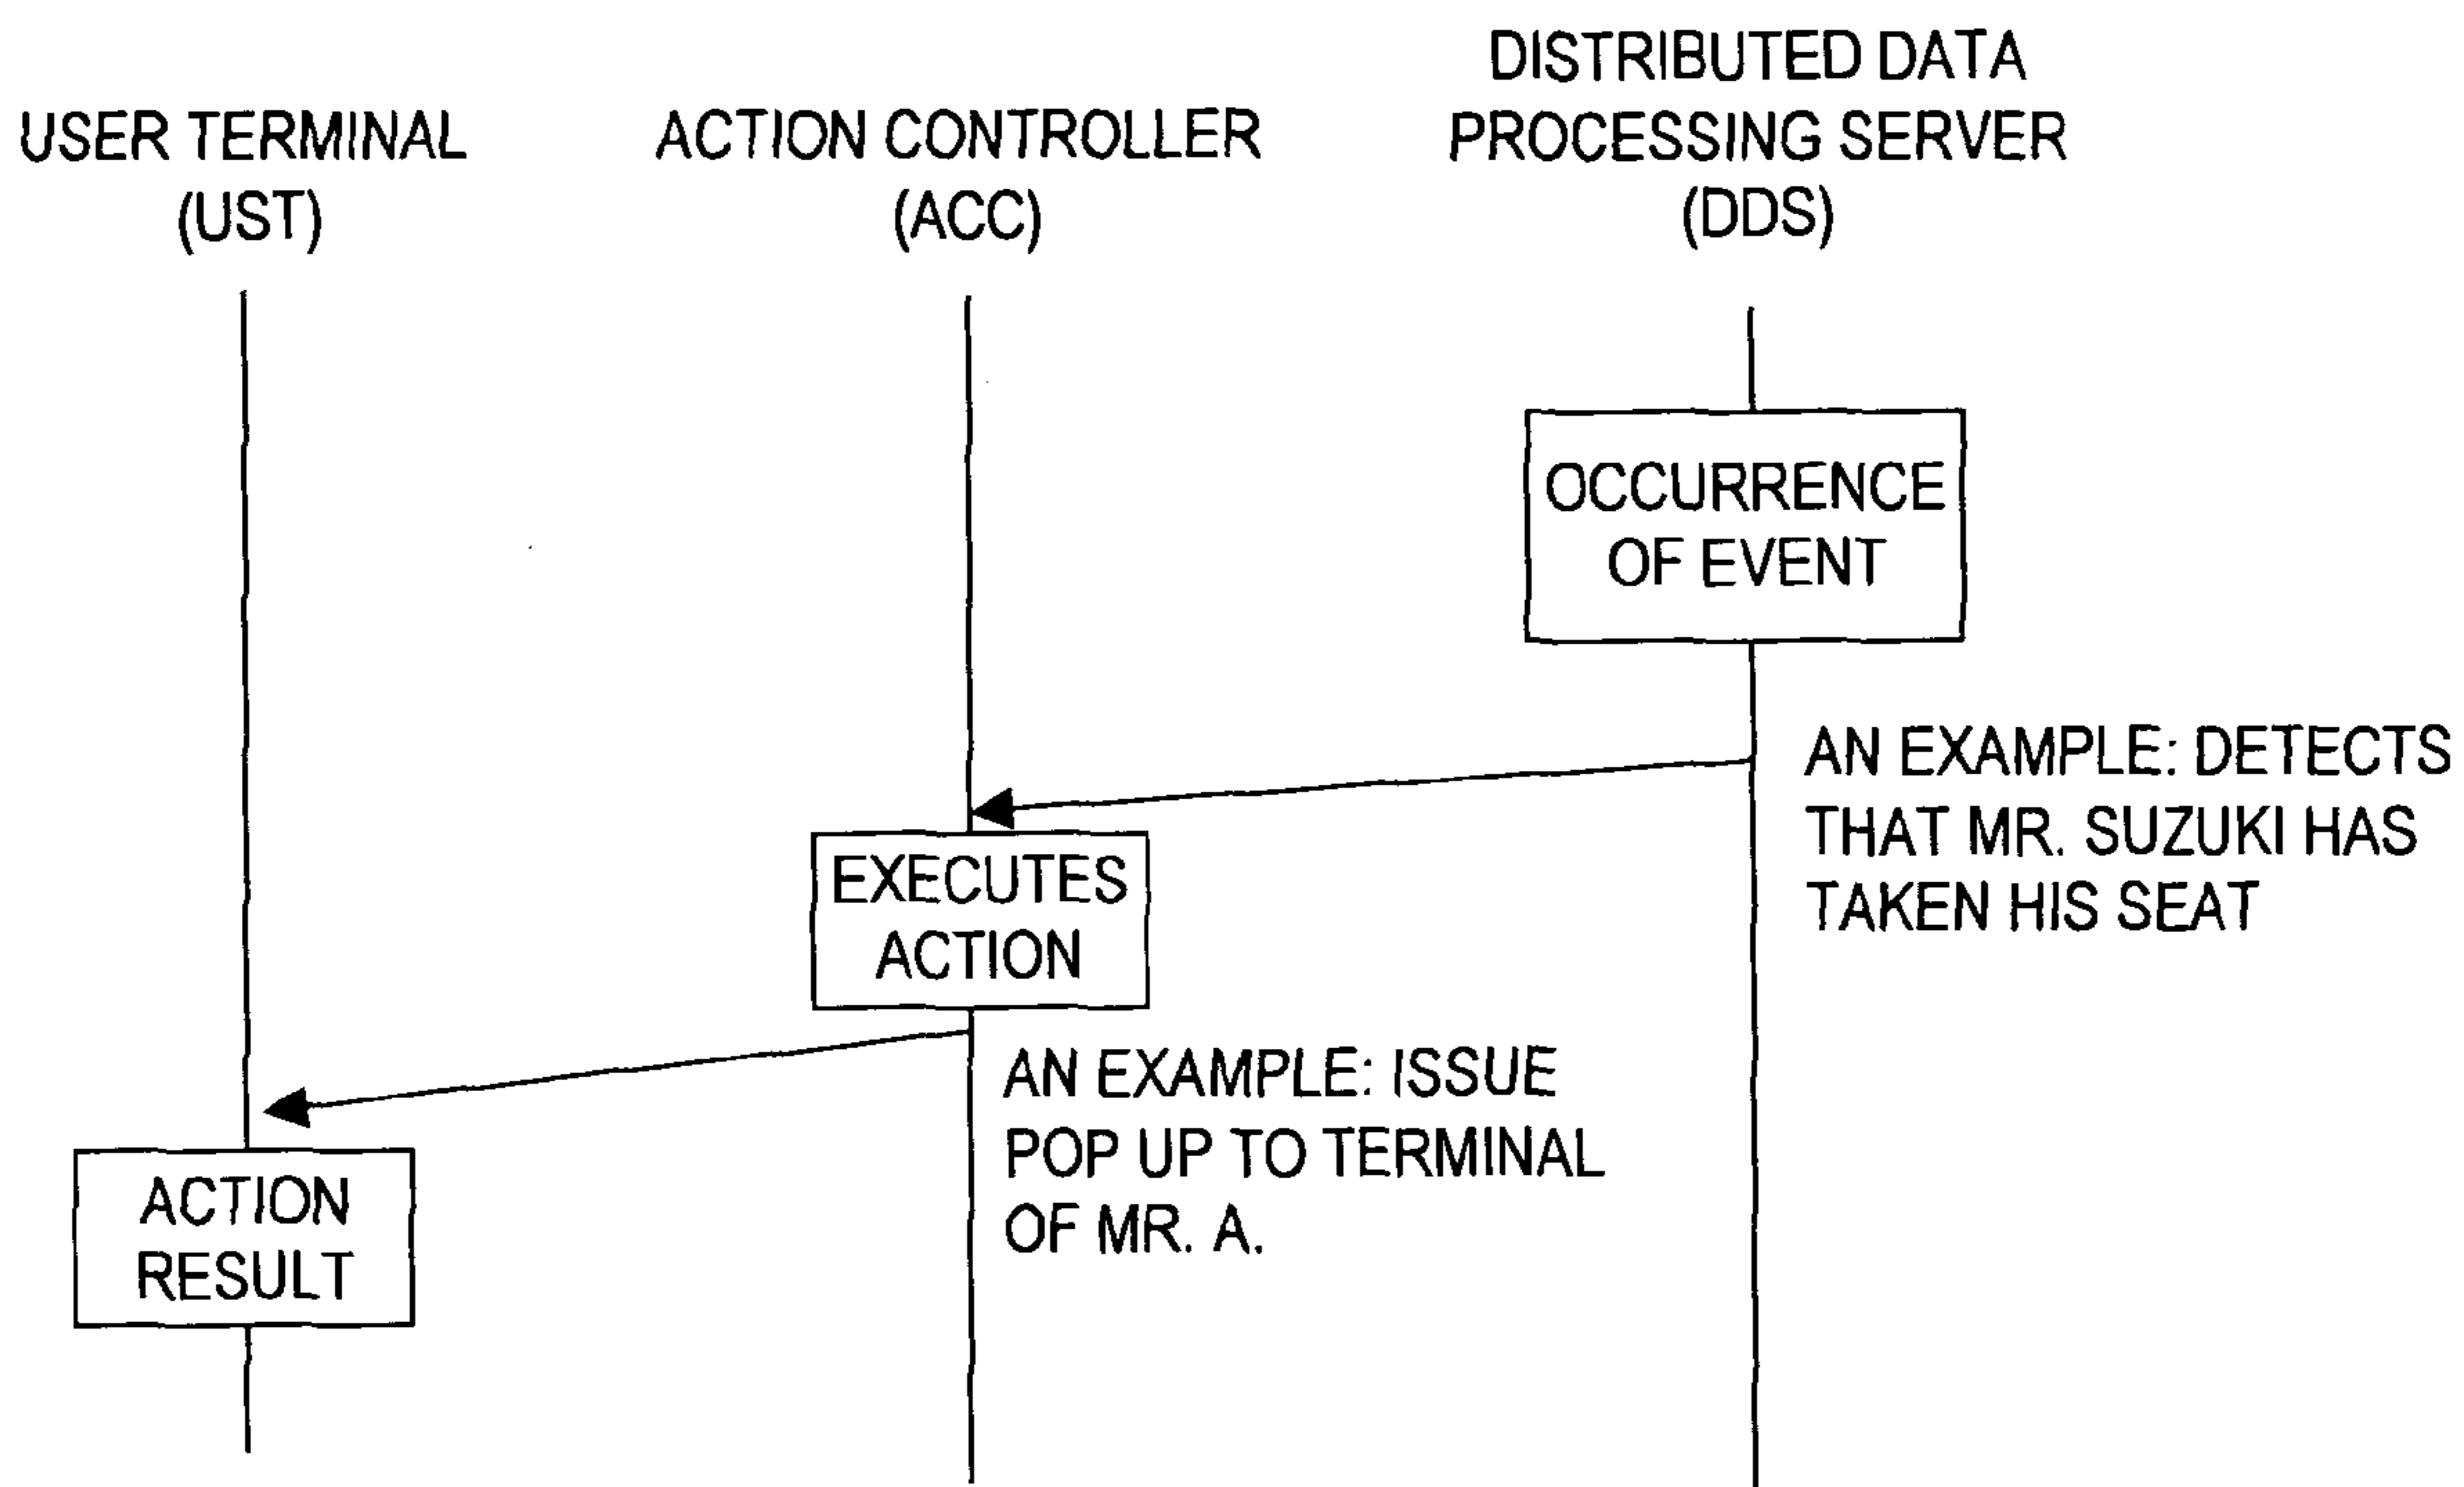 USER TERMINAL
(UST)
ACTION CONTROLLER
(ACC)
DISTRIBUTED DATA
PROCESSING SERVER
(DDS)
OCCURRENCE
OF EVENT
AN EXAMPLE: DETECTS
THAT MR. SUZUKI HAS
TAKEN HIS SEAT
EXECUTES
ACTION
AN EXAMPLE: ISSUE
POP UP TO TERMINAL
OF MR. A.
ACTION
RESULT